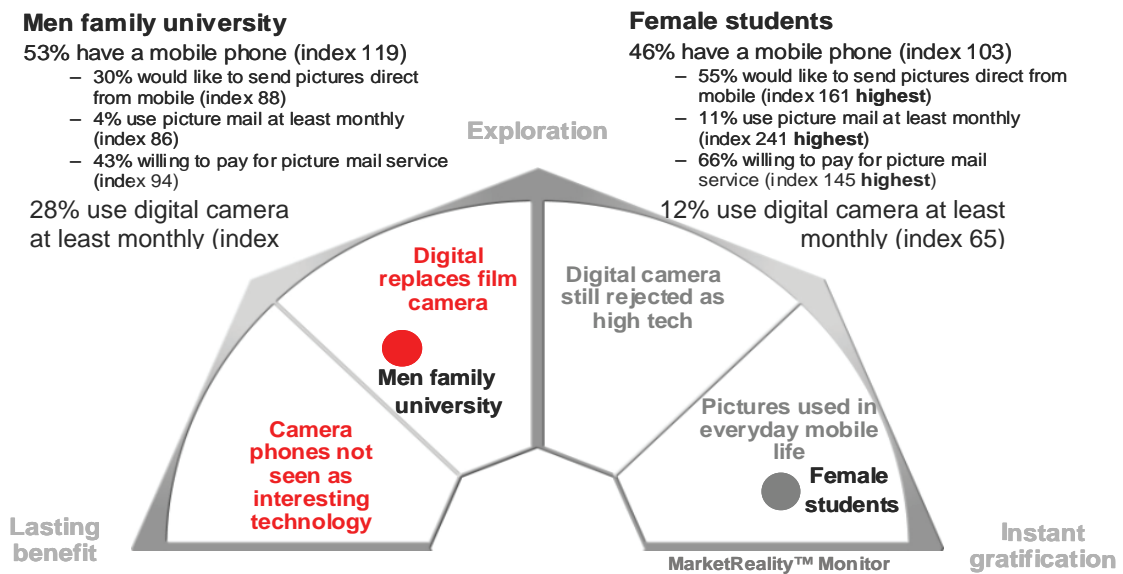 Men family university
53% have a mobile phone (index 119)
– 30% would like to send pictures direct
from mobile (index 88)
– 4% use picture mail at least monthly
(index 86)
– 43% willing to pay for picture mail service
(index 94)
28% use digital camera
at least monthly (index
Female students
46% have a mobile phone (index 103)
– 55% would like to send pictures direct from
mobile (index 161 highest)
– 11% use picture mail at least monthly
(index 241 highest)
– 66% willing to pay for picture mail
service (index 145 highest)
12% use digital camera at least
monthly (index 65)
Exploration
Digital
replaces film
camera
Men family
university
Digital camera
still rejected as
high tech
Camera
phones not
seen as
interesting
technology
Pictures used in
everyday mobile
life
Female
students
Lasting
benefit
Instant
gratification
MarketReality™ Monitor